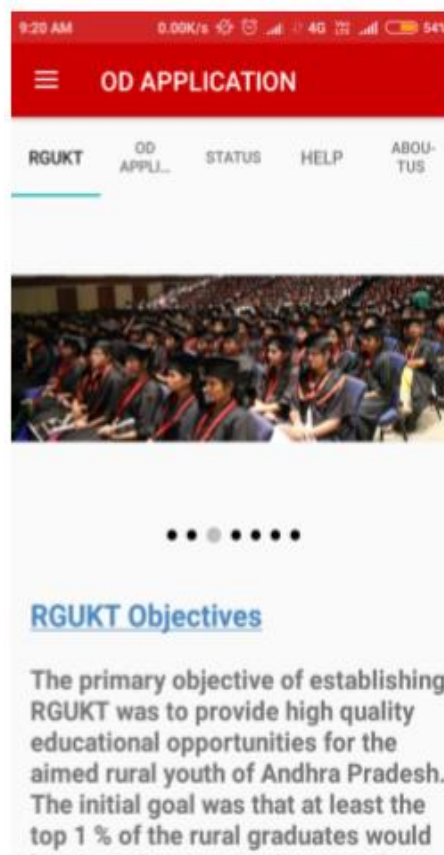 9:20 AM 0.00K/s 4G 54%
OD APPLICATION
RGUKT OD APPLI... STATUS HELP ABOU-TUS
RGUKT Objectives
The primary objective of establishing
RGUKT was to provide high quality
educational opportunities for the
aimed rural youth of Andhra Pradesh.
The initial goal was that at least the
top 1 % of the rural graduates would